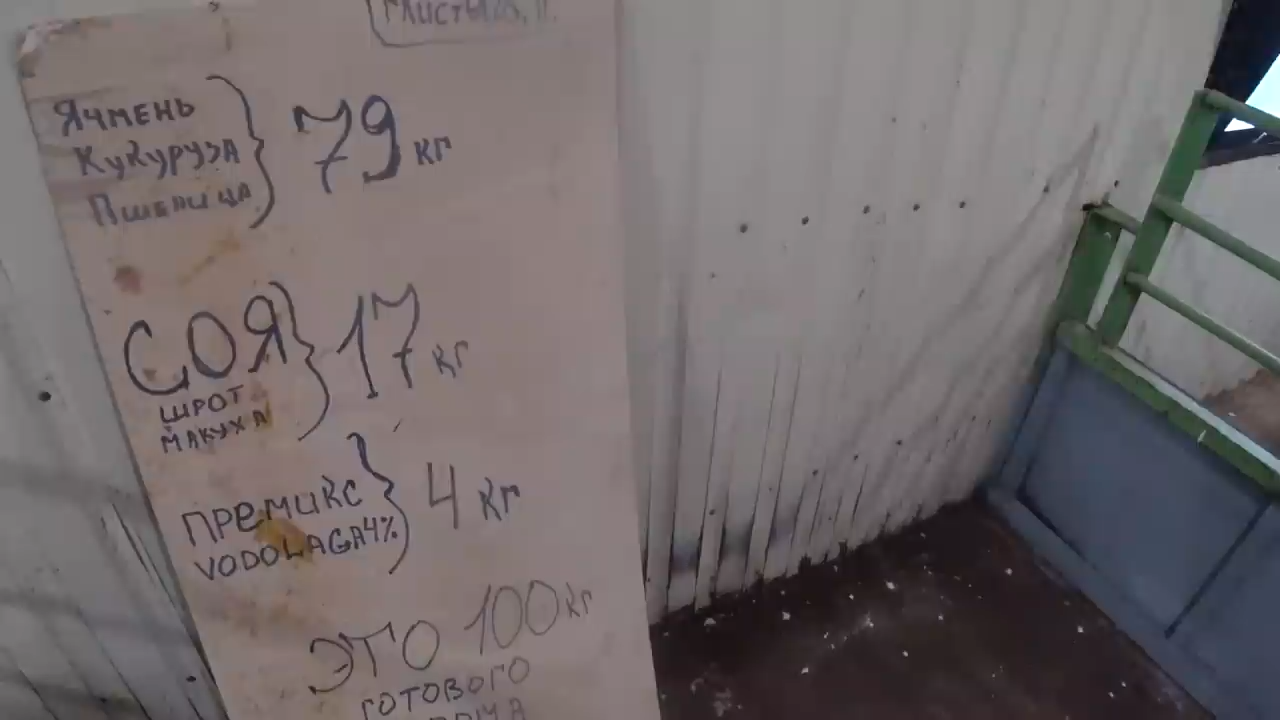 Ячмень
Кукуруза } 79 кг
Пшеница
СОЯ } 17 кг
шрот
макуха
Премикс } 4 кг
VODOLAGA4%
ЭТО 100 кг
готового